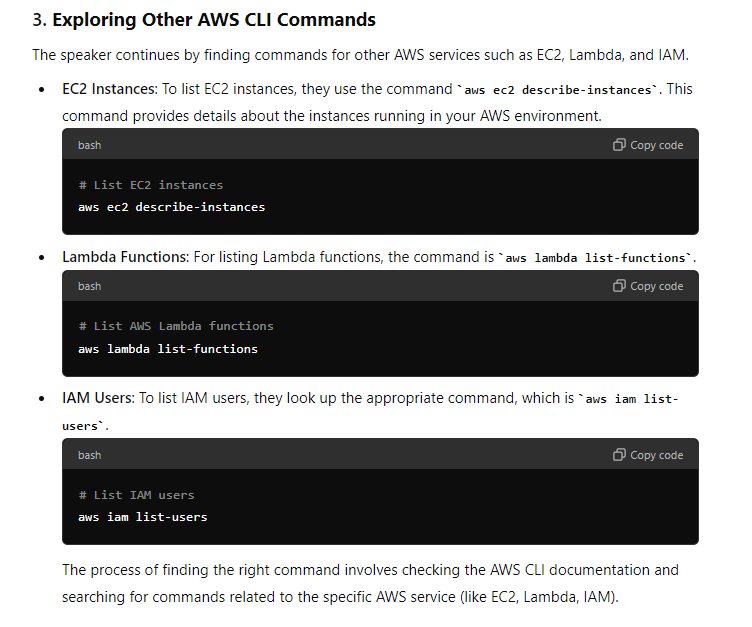 3. Exploring Other AWS CLI Commands
The speaker continues by finding commands for other AWS services such as EC2, Lambda, and IAM.
• EC2 Instances: To list EC2 instances, they use the command `aws ec2 describe-instances`. This
command provides details about the instances running in your AWS environment.
bash Copy code
# List EC2 instances
aws ec2 describe-instances
• Lambda Functions: For listing Lambda functions, the command is `aws lambda list-functions`.
bash Copy code
# List AWS Lambda functions
aws lambda list-functions
• IAM Users: To list IAM users, they look up the appropriate command, which is `aws iam list-
users`.
bash Copy code
# List IAM users
aws iam list-users
The process of finding the right command involves checking the AWS CLI documentation and
searching for commands related to the specific AWS service (like EC2, Lambda, IAM).